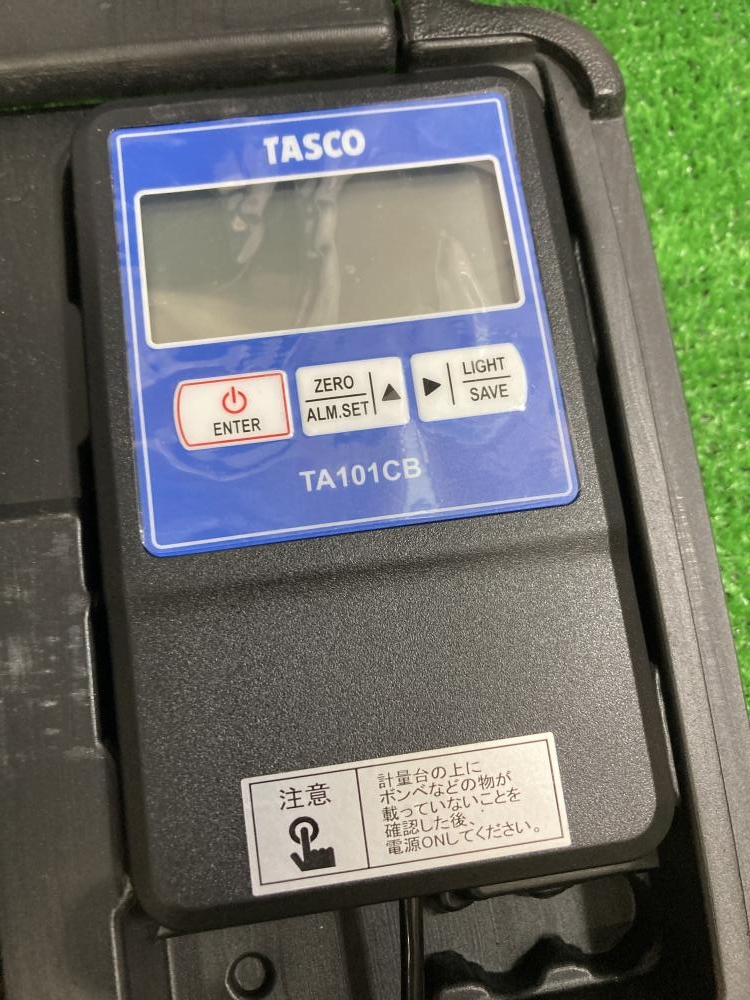 TASCO
ENTER
ZERO
ALM.SET
LIGHT
SAVE
TA101CB
注意
計量台の上に
ボンベなどの物が
載っていないことを
確認した後、
電源ONしてください。